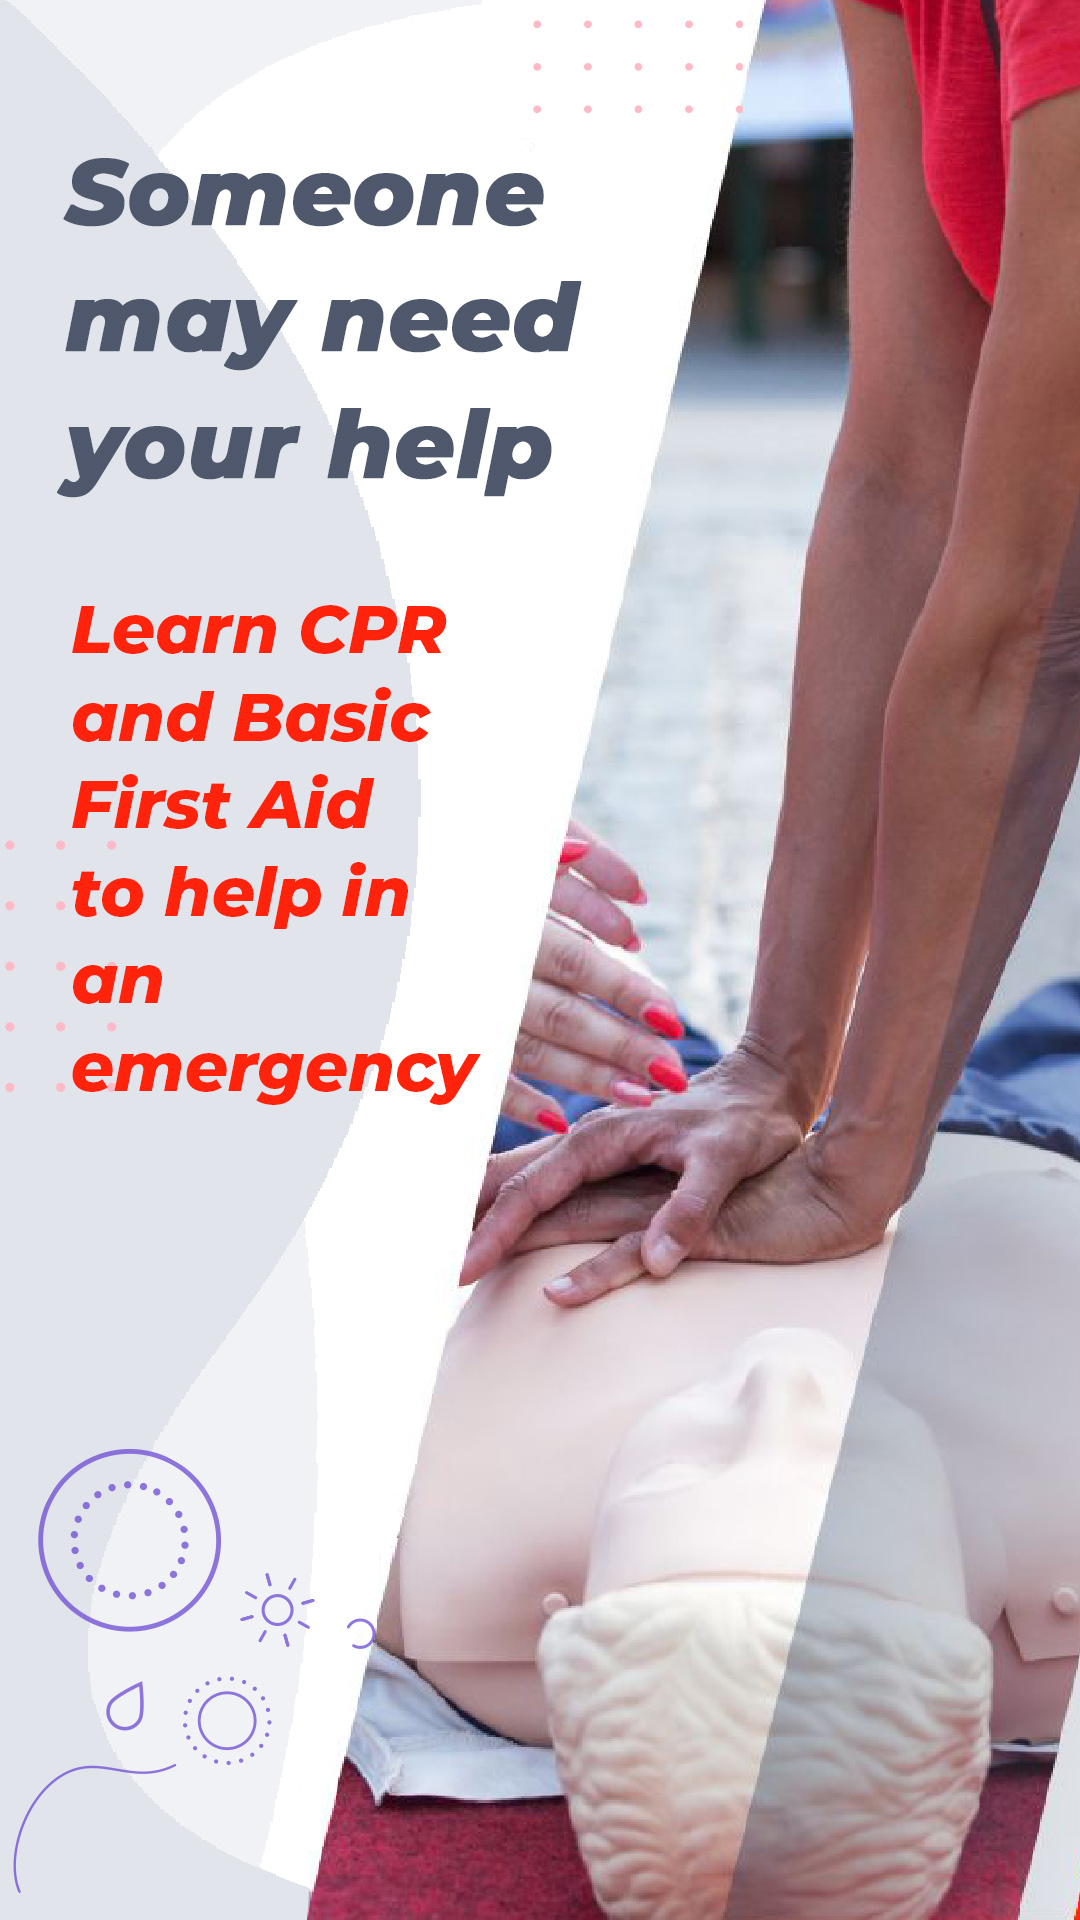 Someone
may need
your help
Learn CPR
and Basic
First Aid
to help in
an
emergency